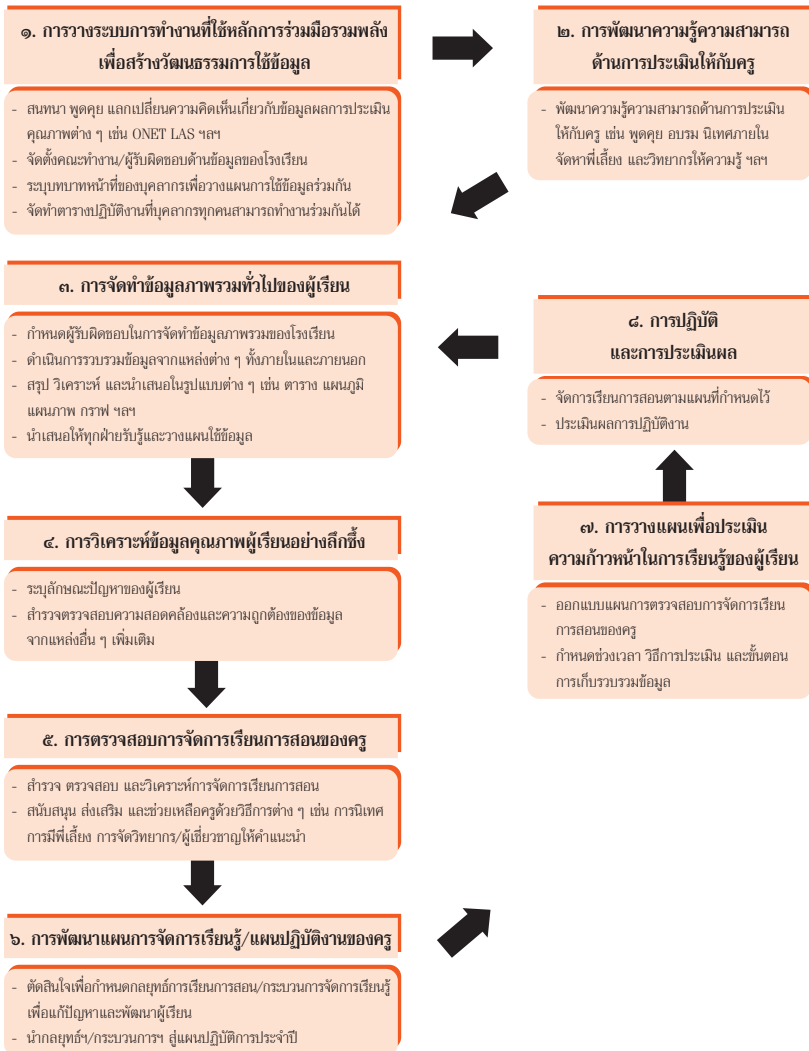 ๑. การวางระบบการทำงานที่ใช้หลักการร่วมมือรวมพลัง
เพื่อสร้างวัฒนธรรมการใช้ข้อมูล
- สนทนา พูดคุย แลกเปลี่ยนความคิดเห็นเกี่ยวกับข้อมูลผลการประเมิน
คุณภาพต่าง ๆ เช่น ONET LAS ฯลฯ
- จัดตั้งคณะทำงาน/ผู้รับผิดชอบด้านข้อมูลของโรงเรียน
- ระบุบทบาทหน้าที่ของบุคลากรเพื่อวางแผนการใช้ข้อมูลร่วมกัน
- จัดทำตารางปฏิบัติงานที่บุคลากรทุกคนสามารถทำงานร่วมกันได้
๒. การพัฒนาความรู้ความสามารถ
ด้านการประเมินให้กับครู
- พัฒนาความรู้ความสามารถด้านการประเมิน
ให้กับครู เช่น พูดคุย อบรม นิเทศภายใน
จัดหาพี่เลี้ยง และวิทยากรให้ความรู้ ฯลฯ
๓. การจัดทำข้อมูลภาพรวมทั่วไปของผู้เรียน
- กำหนดผู้รับผิดชอบในการจัดทำข้อมูลภาพรวมของโรงเรียน
- ดำเนินการรวบรวมข้อมูลจากแหล่งต่าง ๆ ทั้งภายในและภายนอก
- สรุป วิเคราะห์ และนำเสนอในรูปแบบต่าง ๆ เช่น ตาราง แผนภูมิ
แผนภาพ กราฟ ฯลฯ
- นำเสนอให้ทุกฝ่ายรับรู้และวางแผนใช้ข้อมูล
๔. การวิเคราะห์ข้อมูลคุณภาพผู้เรียนอย่างลึกซึ้ง
- ระบุลักษณะปัญหาของผู้เรียน
- สำรวจตรวจสอบความสอดคล้องและความถูกต้องของข้อมูล
จากแหล่งอื่น ๆ เพิ่มเติม
๕. การตรวจสอบการจัดการเรียนการสอนของครู
- สำรวจ ตรวจสอบ และวิเคราะห์การจัดการเรียนการสอน
- สนับสนุน ส่งเสริม และช่วยเหลือครูด้วยวิธีการต่าง ๆ เช่น การนิเทศ
การมีพี่เลี้ยง การจัดวิทยากร/ผู้เชี่ยวชาญให้คำแนะนำ
๖. การพัฒนาแผนการจัดการเรียนรู้/แผนปฏิบัติงานของครู
- ตัดสินใจเพื่อกำหนดกลยุทธ์การเรียนการสอน/กระบวนการจัดการเรียนรู้
เพื่อแก้ปัญหาและพัฒนาผู้เรียน
- นำกลยุทธ์ฯ/กระบวนการฯ สู่แผนปฏิบัติการประจำปี
๗. การวางแผนเพื่อประเมิน
ความก้าวหน้าในการเรียนรู้ของผู้เรียน
- ออกแบบแผนการตรวจสอบการจัดการเรียน
การสอนของครู
- กำหนดช่วงเวลา วิธีการประเมิน และขั้นตอน
การเก็บรวบรวมข้อมูล
๘. การปฏิบัติ
และการประเมินผล
- จัดการเรียนการสอนตามแผนที่กำหนดไว้
- ประเมินผลการปฏิบัติงาน